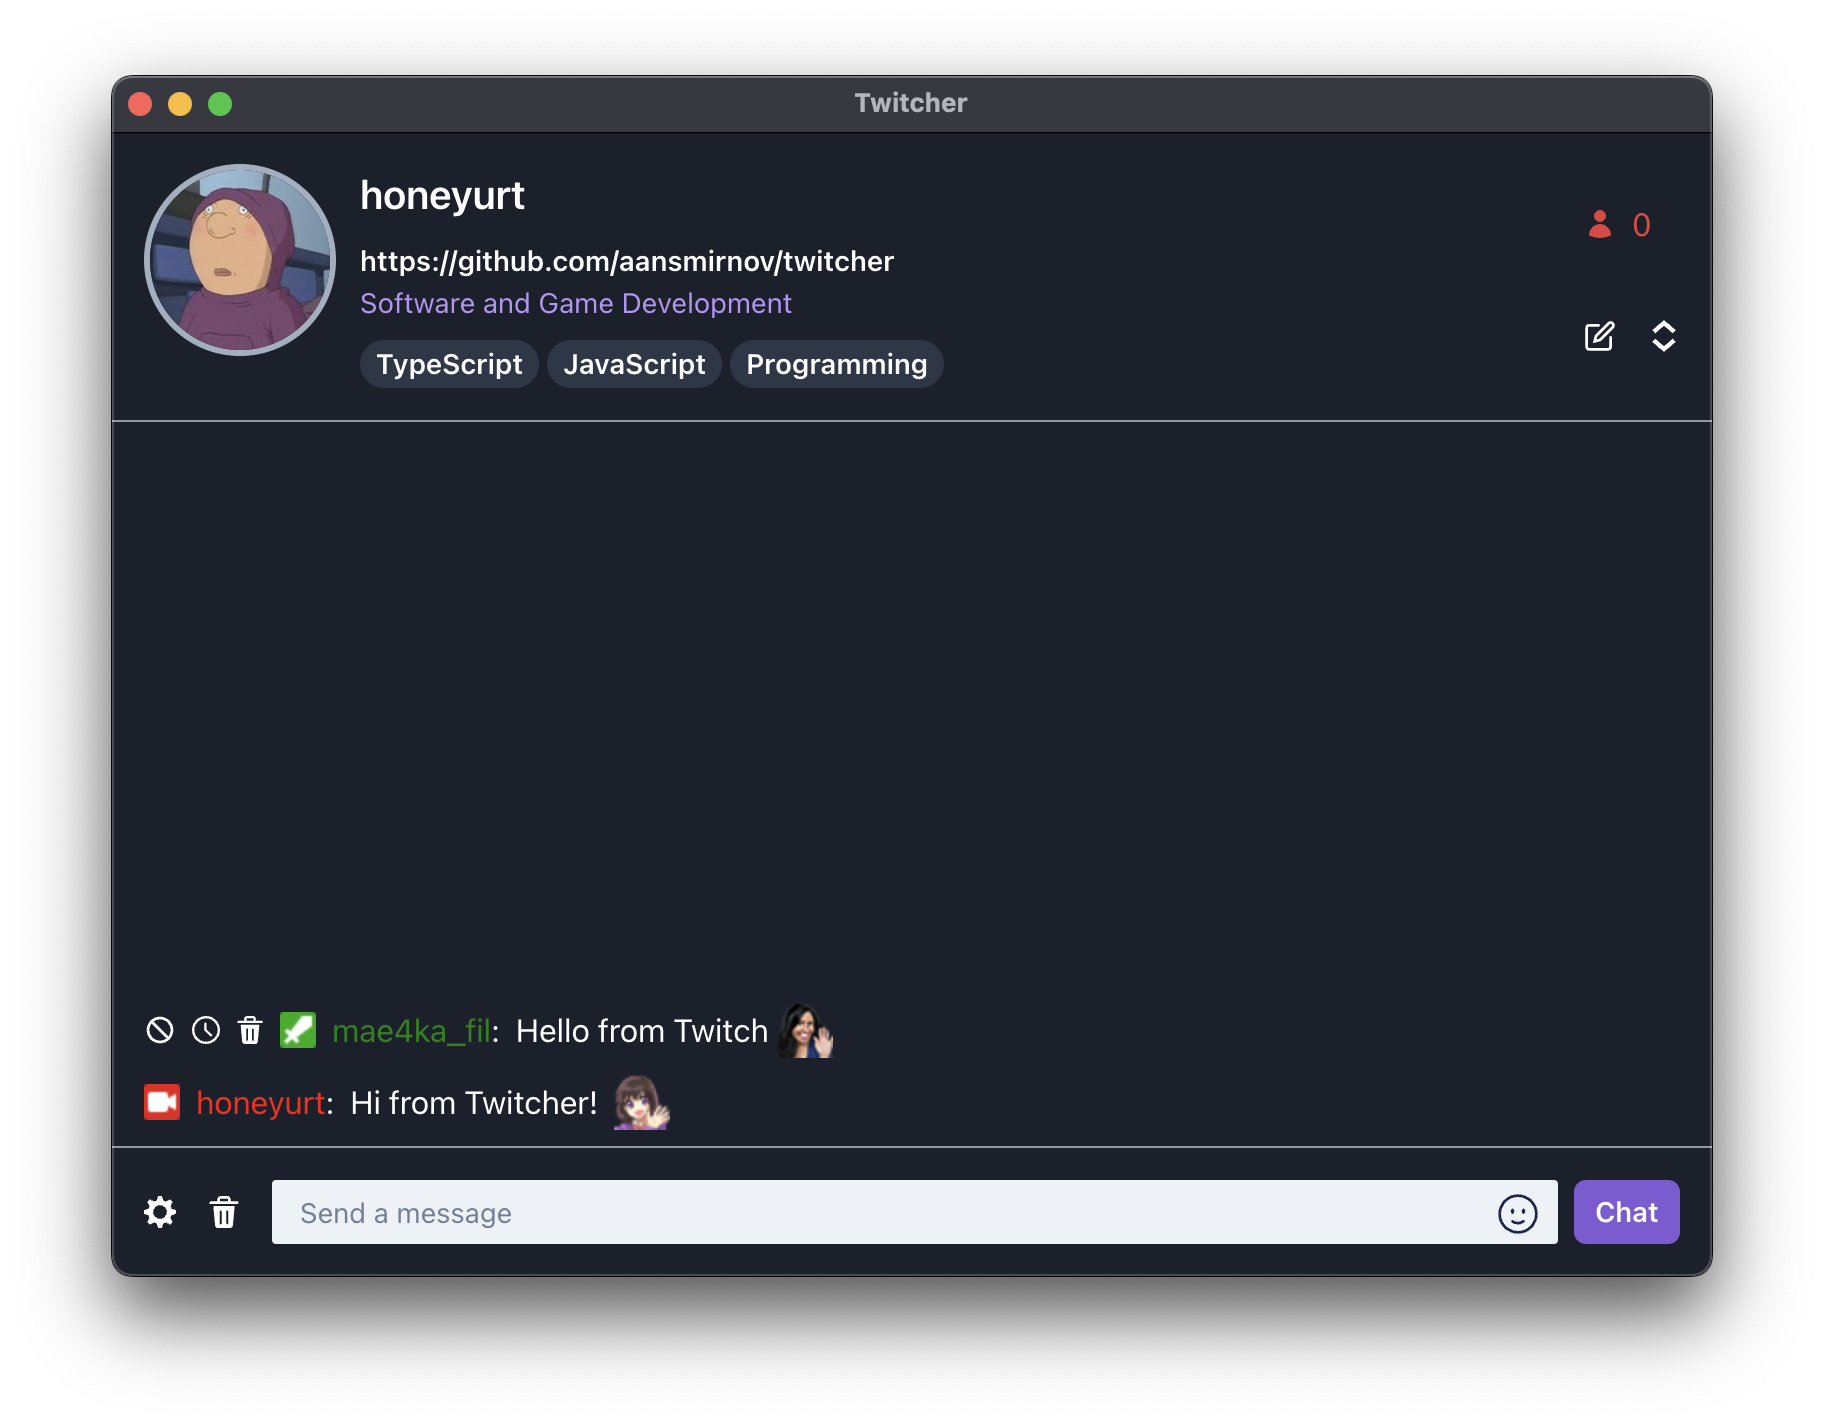 Twitcher
honeyurt
0
https://github.com/aansmirnov/twitcher
Software and Game Development
TypeScript JavaScript Programming
mae4ka_fil: Hello from Twitch
honeyurt: Hi from Twitcher!
Send a message
Chat